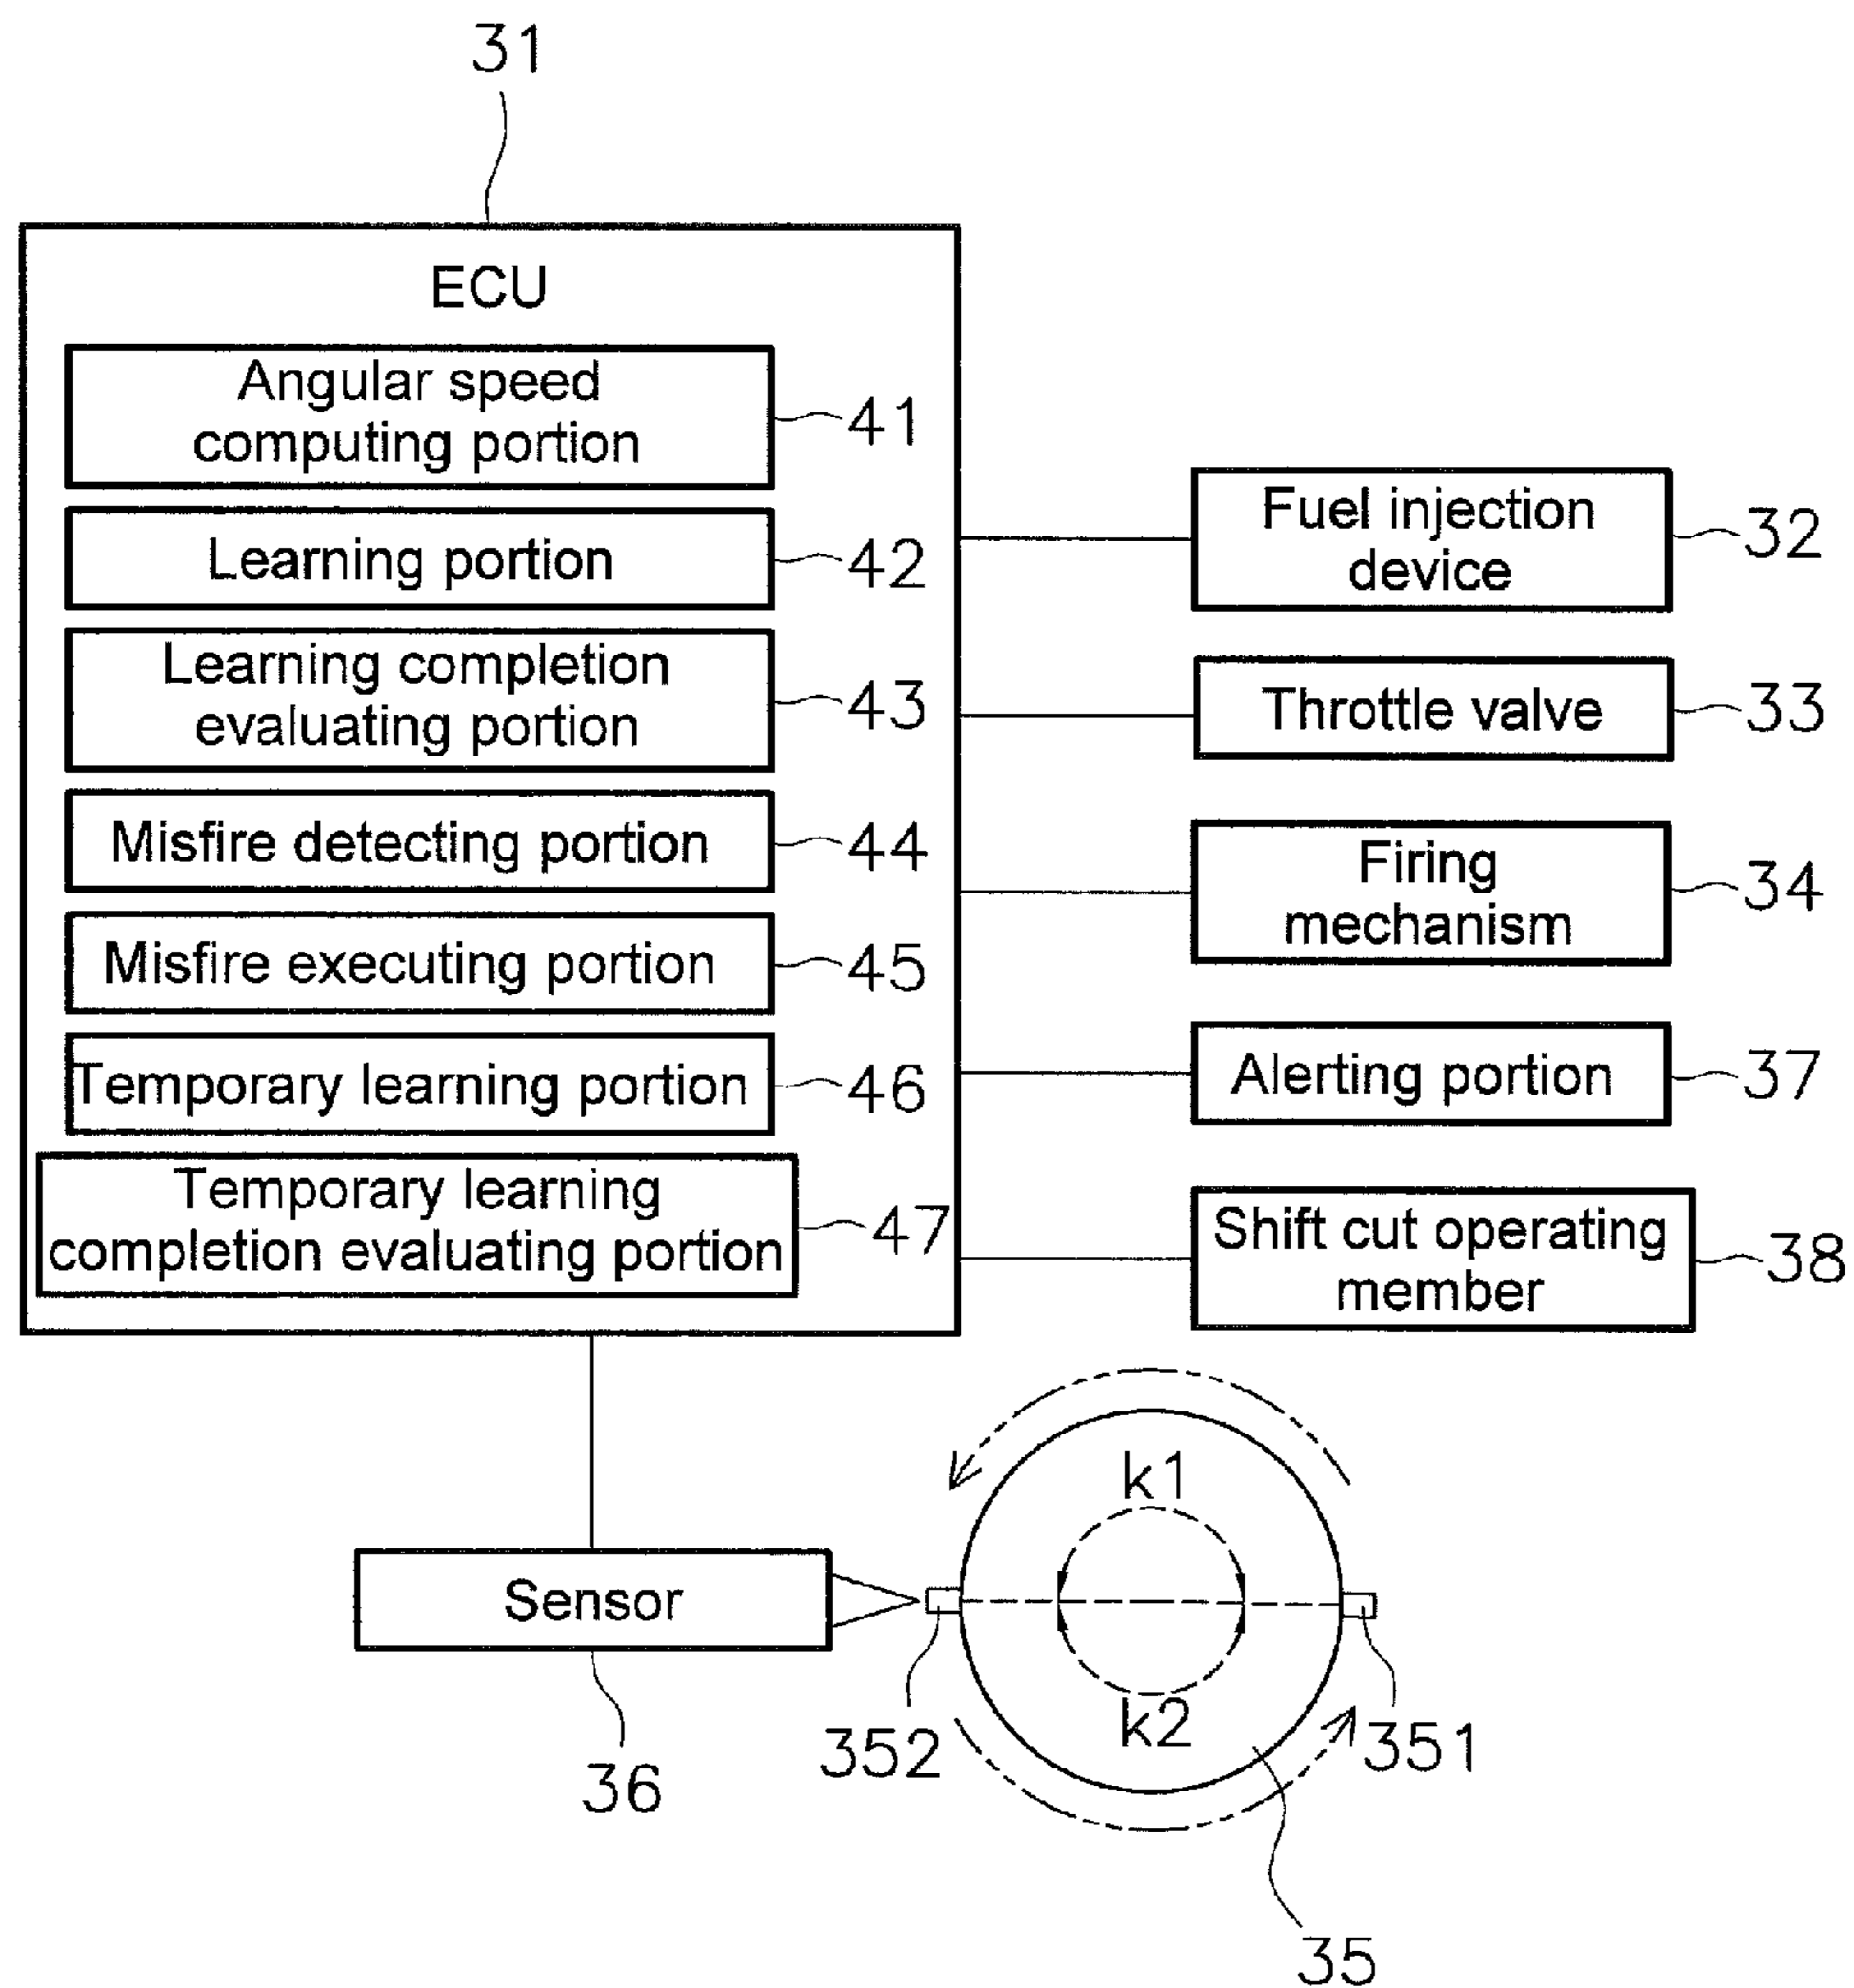 31
ECU
Angular speed
computing portion
41
Learning portion
42
Learning completion
evaluating portion
43
Misfire detecting portion
44
Misfire executing portion
45
Temporary learning portion
46
Temporary learning
completion evaluating portion
47
Fuel injection
device
32
Throttle valve
33
Firing
mechanism
34
Alerting portion
37
Shift cut operating
member
38
Sensor
36
k1
k2
352
351
35